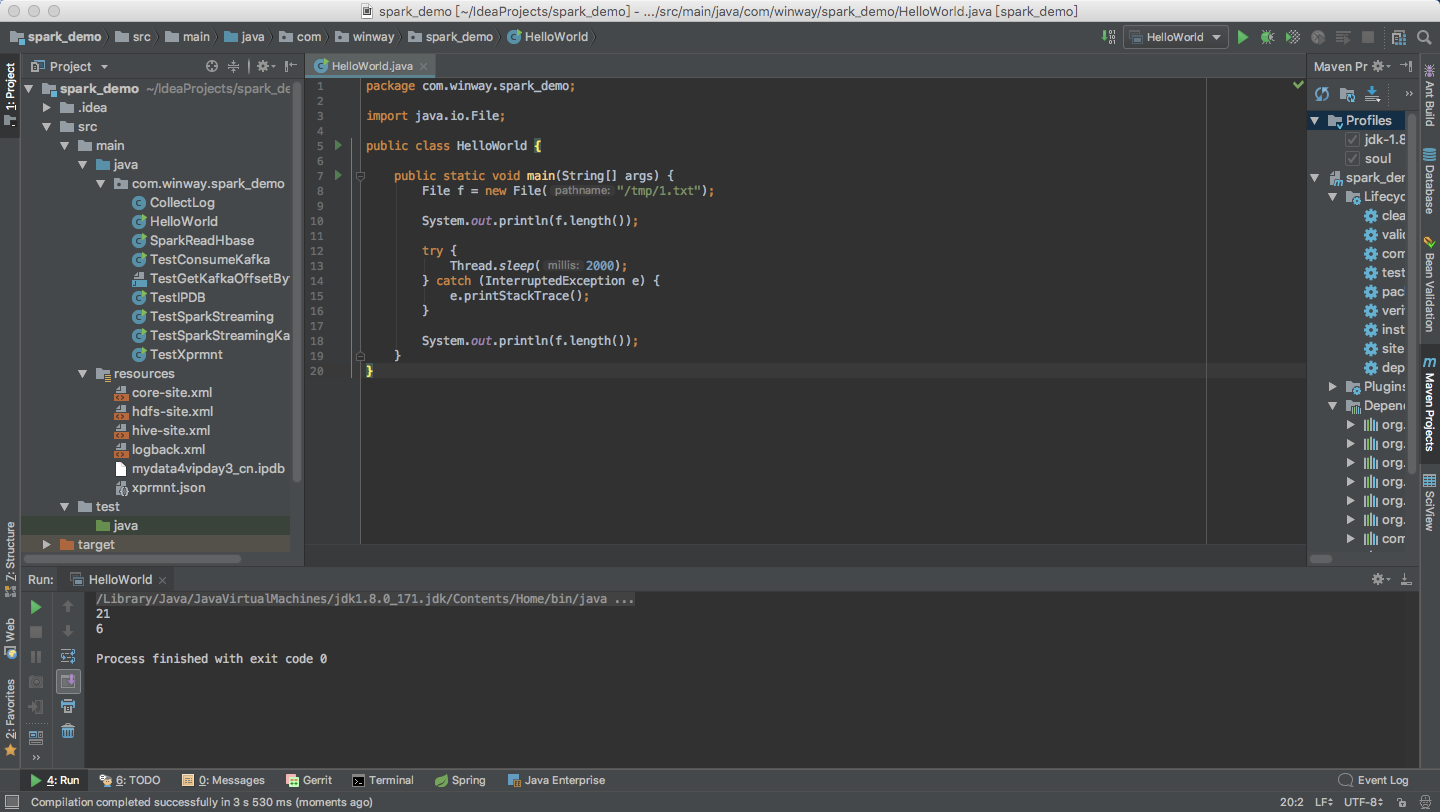 spark_demo [~/IdeaProjects/spark_demo] - .../src/main/java/com/winway/spark_demo/HelloWorld.java [spark_demo]
spark_demo src main java com winway spark_demo HelloWorld
HelloWorld
1: Project
Project
spark_demo ~/IdeaProjects/spark_de
.idea
src
main
java
com.winway.spark_demo
CollectLog
HelloWorld
SparkReadHbase
TestConsumeKafka
TestGetKafkaOffsetBy
TestIPDB
TestSparkStreaming
TestSparkStreamingKa
TestXprmnt
resources
core-site.xml
hdfs-site.xml
hive-site.xml
logback.xml
mydata4vipday3_cn.ipdb
xprmnt.json
test
java
target
HelloWorld.java
1 package com.winway.spark_demo;
2
3 import java.io.File;
4
5 public class HelloWorld {
6
7 public static void main(String[] args) {
8 File f = new File( pathname: "/tmp/1.txt");
9
10 System.out.println(f.length());
11
12 try {
13 Thread.sleep( millis: 2000);
14 } catch (InterruptedException e) {
15 e.printStackTrace();
16 }
17
18 System.out.println(f.length());
19 }
20 }
Maven Pr
Profiles
jdk-1.8
soul
spark_der
Lifecyc
clea
valic
com
test
pac
veri
inst
site
dep
Plugins
Depen
org.
org.
org.
org.
org.
org.
com
Ant Build
Database
Bean Validation
Maven Projects
SciView
7: Structure
Web
2: Favorites
Run: HelloWorld
/Library/Java/JavaVirtualMachines/jdk1.8.0_171.jdk/Contents/Home/bin/java ...
21
6
Process finished with exit code 0
4: Run 6: TODO 0: Messages Gerrit Terminal Spring Java Enterprise Event Log
Compilation completed successfully in 3 s 530 ms (moments ago) 20:2 LF UTF-8